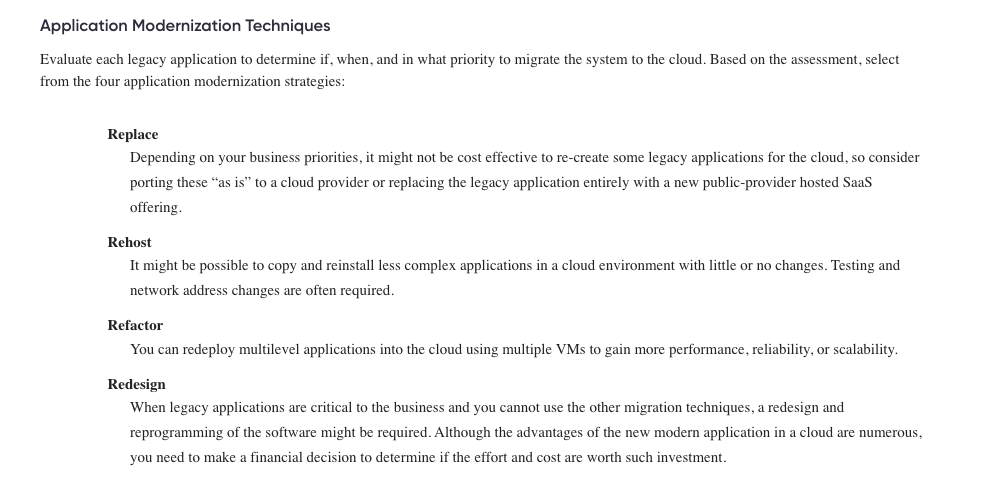 Application Modernization Techniques
Evaluate each legacy application to determine if, when, and in what priority to migrate the system to the cloud. Based on the assessment, select
from the four application modernization strategies:
Replace
Depending on your business priorities, it might not be cost effective to re-create some legacy applications for the cloud, so consider
porting these “as is” to a cloud provider or replacing the legacy application entirely with a new public-provider hosted SaaS
offering.
Rehost
It might be possible to copy and reinstall less complex applications in a cloud environment with little or no changes. Testing and
network address changes are often required.
Refactor
You can redeploy multilevel applications into the cloud using multiple VMs to gain more performance, reliability, or scalability.
Redesign
When legacy applications are critical to the business and you cannot use the other migration techniques, a redesign and
reprogramming of the software might be required. Although the advantages of the new modern application in a cloud are numerous,
you need to make a financial decision to determine if the effort and cost are worth such investment.